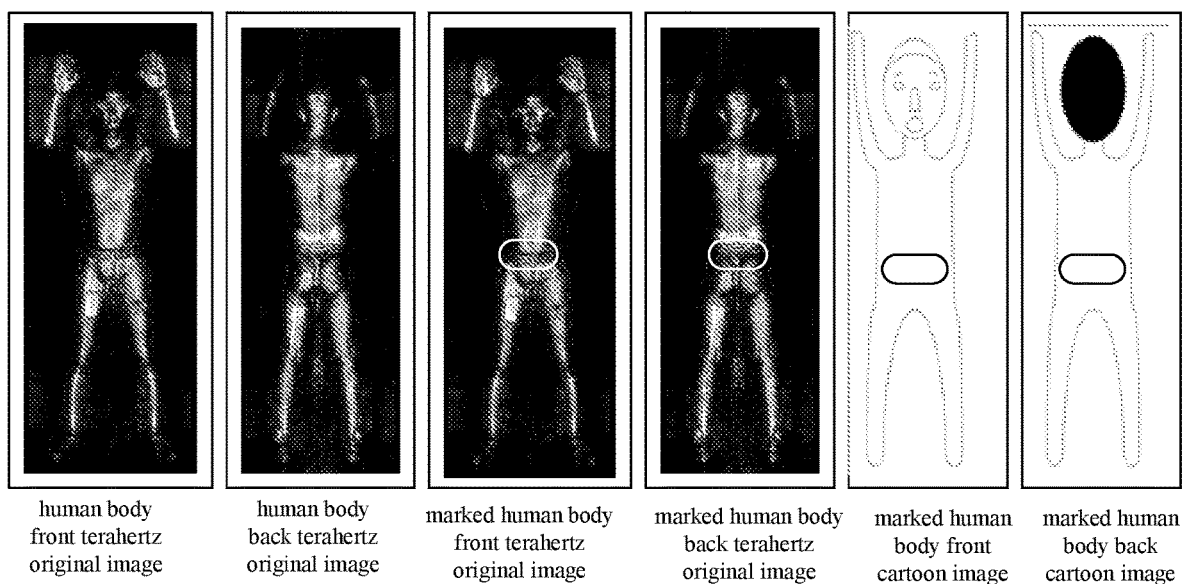 human body
front terahertz
original image
human body
back terahertz
original image
marked human body
front terahertz
original image
marked human body
back terahertz
original image
marked human
body front
cartoon image
marked human
body back
cartoon image